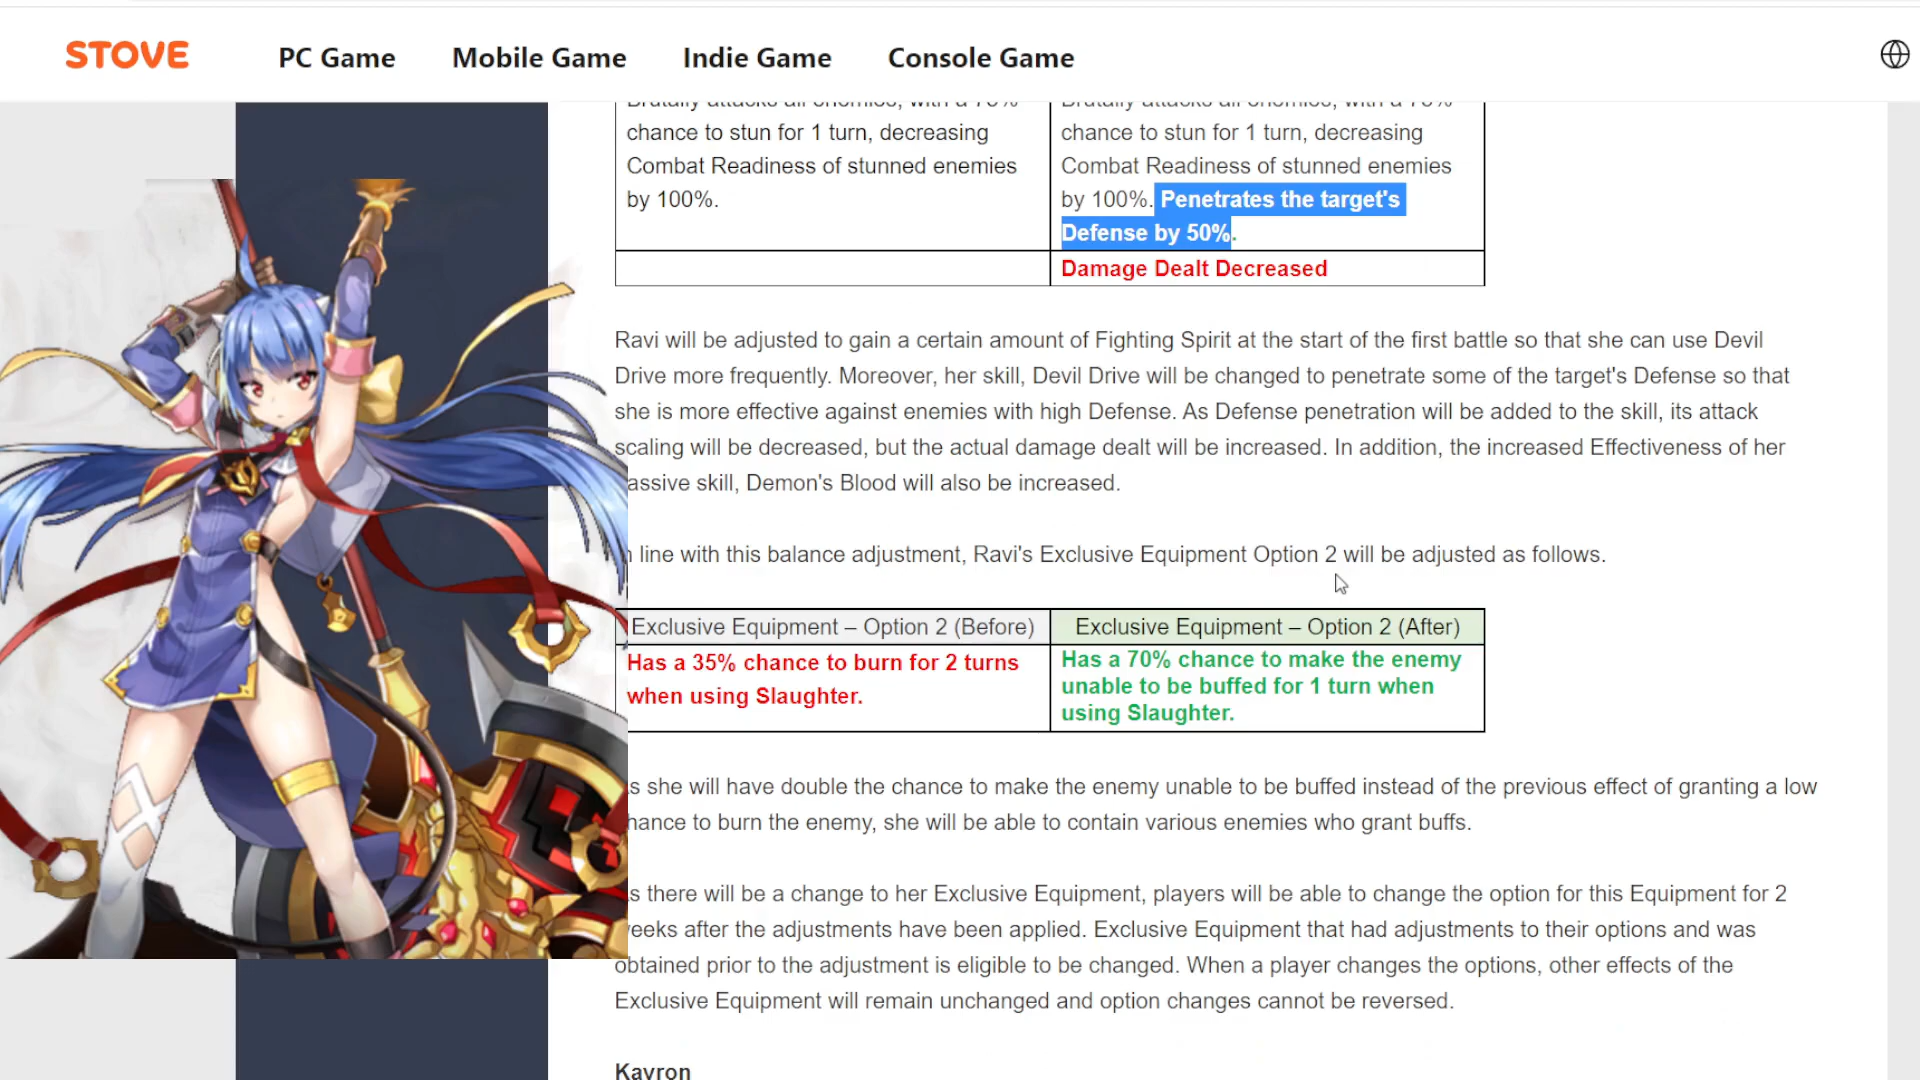 STOVE
PC Game
Mobile Game
Indie Game
Console Game
chance to stun for 1 turn, decreasing
Combat Readiness of stunned enemies
by 100%.
chance to stun for 1 turn, decreasing
Combat Readiness of stunned enemies
by 100%. Penetrates the target's
Defense by 50%.
Damage Dealt Decreased
Ravi will be adjusted to gain a certain amount of Fighting Spirit at the start of the first battle so that she can use Devil
Drive more frequently. Moreover, her skill, Devil Drive will be changed to penetrate some of the target's Defense so that
she is more effective against enemies with high Defense. As Defense penetration will be added to the skill, its attack
scaling will be decreased, but the actual damage dealt will be increased. In addition, the increased Effectiveness of her
assive skill, Demon's Blood will also be increased.
line with this balance adjustment, Ravi's Exclusive Equipment Option 2 will be adjusted as follows.
Exclusive Equipment – Option 2 (Before)
Exclusive Equipment – Option 2 (After)
Has a 35% chance to burn for 2 turns
when using Slaughter.
Has a 70% chance to make the enemy
unable to be buffed for 1 turn when
using Slaughter.
s she will have double the chance to make the enemy unable to be buffed instead of the previous effect of granting a low
hance to burn the enemy, she will be able to contain various enemies who grant buffs.
s there will be a change to her Exclusive Equipment, players will be able to change the option for this Equipment for 2
eeks after the adjustments have been applied. Exclusive Equipment that had adjustments to their options and was
obtained prior to the adjustment is eligible to be changed. When a player changes the options, other effects of the
Exclusive Equipment will remain unchanged and option changes cannot be reversed.
Kayron